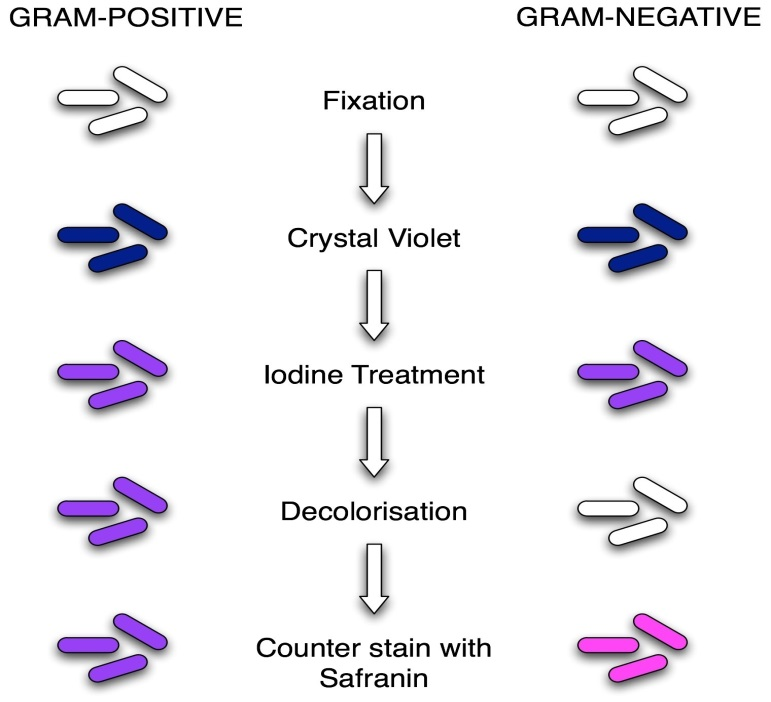 GRAM-POSITIVE
GRAM-NEGATIVE
Fixation
Crystal Violet
Iodine Treatment
Decolorisation
Counter stain with
Safranin